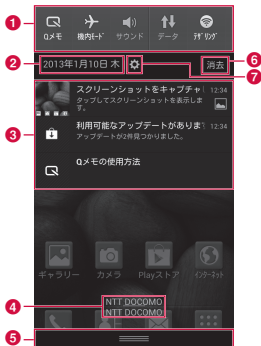 1
Qメモ 機内ﾓｰﾄﾞ サウンド データ ﾃｻﾞﾘﾝｸﾞ
2 2013年1月10日 木 消去 6
7
スクリーンショットをキャプチャ 12:34
タップしてスクリーンショットを表示しま
す。
3 利用可能なアップデートがありま 12:34
アップデートが2件見つかりました。
Qメモの使用方法
ギャラリー カメラ Playストア ｲﾝﾀｰﾈｯﾄ
4 NTT DOCOMO
NTT DOCOMO
5